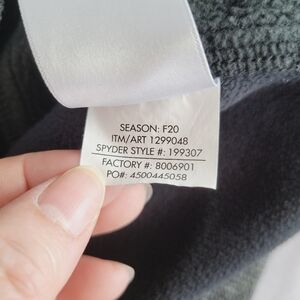 SEASON: F20
ITM/ART 1299048
SPYDER STYLE #: 199307
FACTORY #: 8006901
PO#: 4500445058